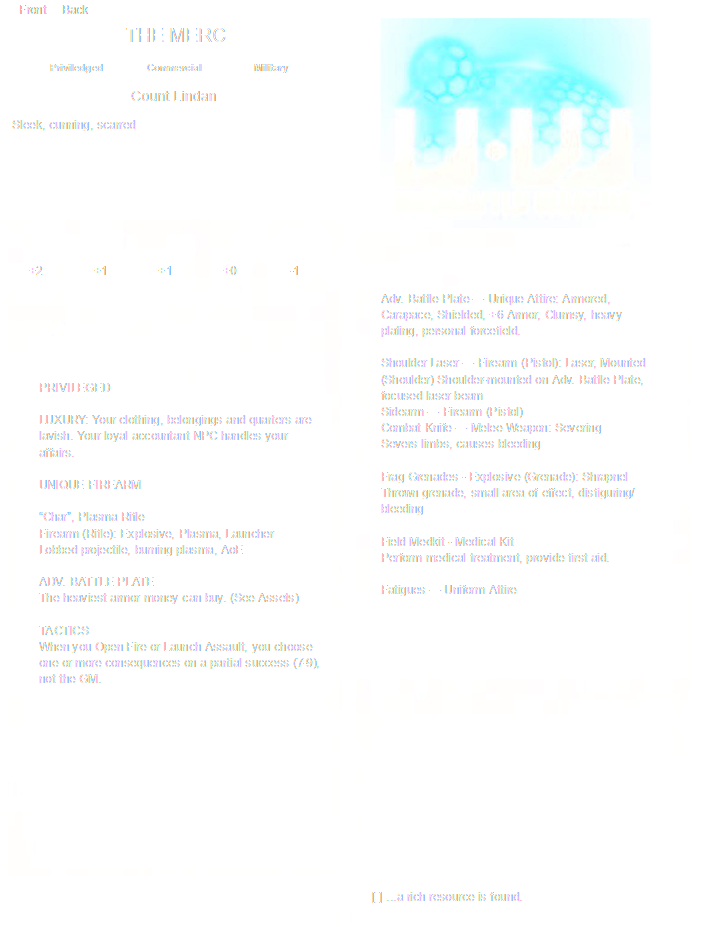 Front Back
THE MERC
Priviledged Commercial Military
Count Lindan
Sleek, cunning, scarred
+2 +1 +1 +0 -1
PRIVILEGED
LUXURY: Your clothing, belongings and quarters are
lavish. Your loyal accountant NPC handles your
affairs.
UNIQUE FIREARM
"Char", Plasma Rifle
Firearm (Rifle): Explosive, Plasma, Launcher
Lobbed projectile, burning plasma, AoE
ADV. BATTLE PLATE
The heaviest armor money can buy. (See Assets)
TACTICS
When you Open Fire or Launch Assault, you choose
one or more consequences on a partial success (7-9),
not the GM.
Adv. Battle Plate - - Unique Attire: Armored,
Carapace, Shielded, +6 Armor, Clumsy, heavy
plating, personal forcefield.
Shoulder Laser - - Firearm (Pistol): Laser, Mounted
(Shoulder) Shoulder-mounted on Adv. Battle Plate,
focused laser beam
Sidearm - - Firearm (Pistol)
Combat Knife - - Melee Weapon: Severing
Severs limbs, causes bleeding
Frag Grenades - Explosive (Grenade): Shrapnel
Thrown grenade, small area of effect, disfiguring/
bleeding
Field Medkit - Medical Kit
Perform medical treatment, provide first aid.
Fatigues - - Uniform Attire
[ ] ...a rich resource is found.